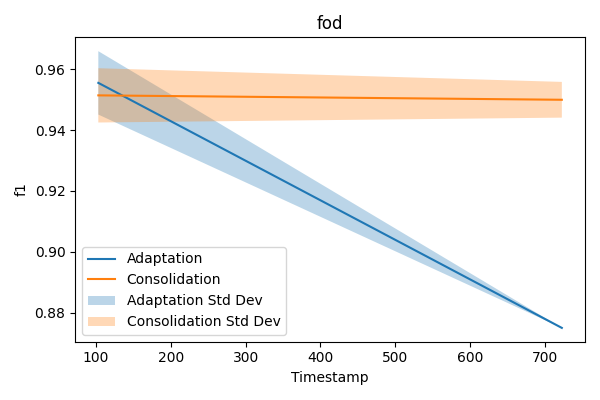 fod
0.96
0.94
0.92
0.90
0.88
f1
Adaptation
Consolidation
Adaptation Std Dev
Consolidation Std Dev
100 200 300 400 500 600 700
Timestamp